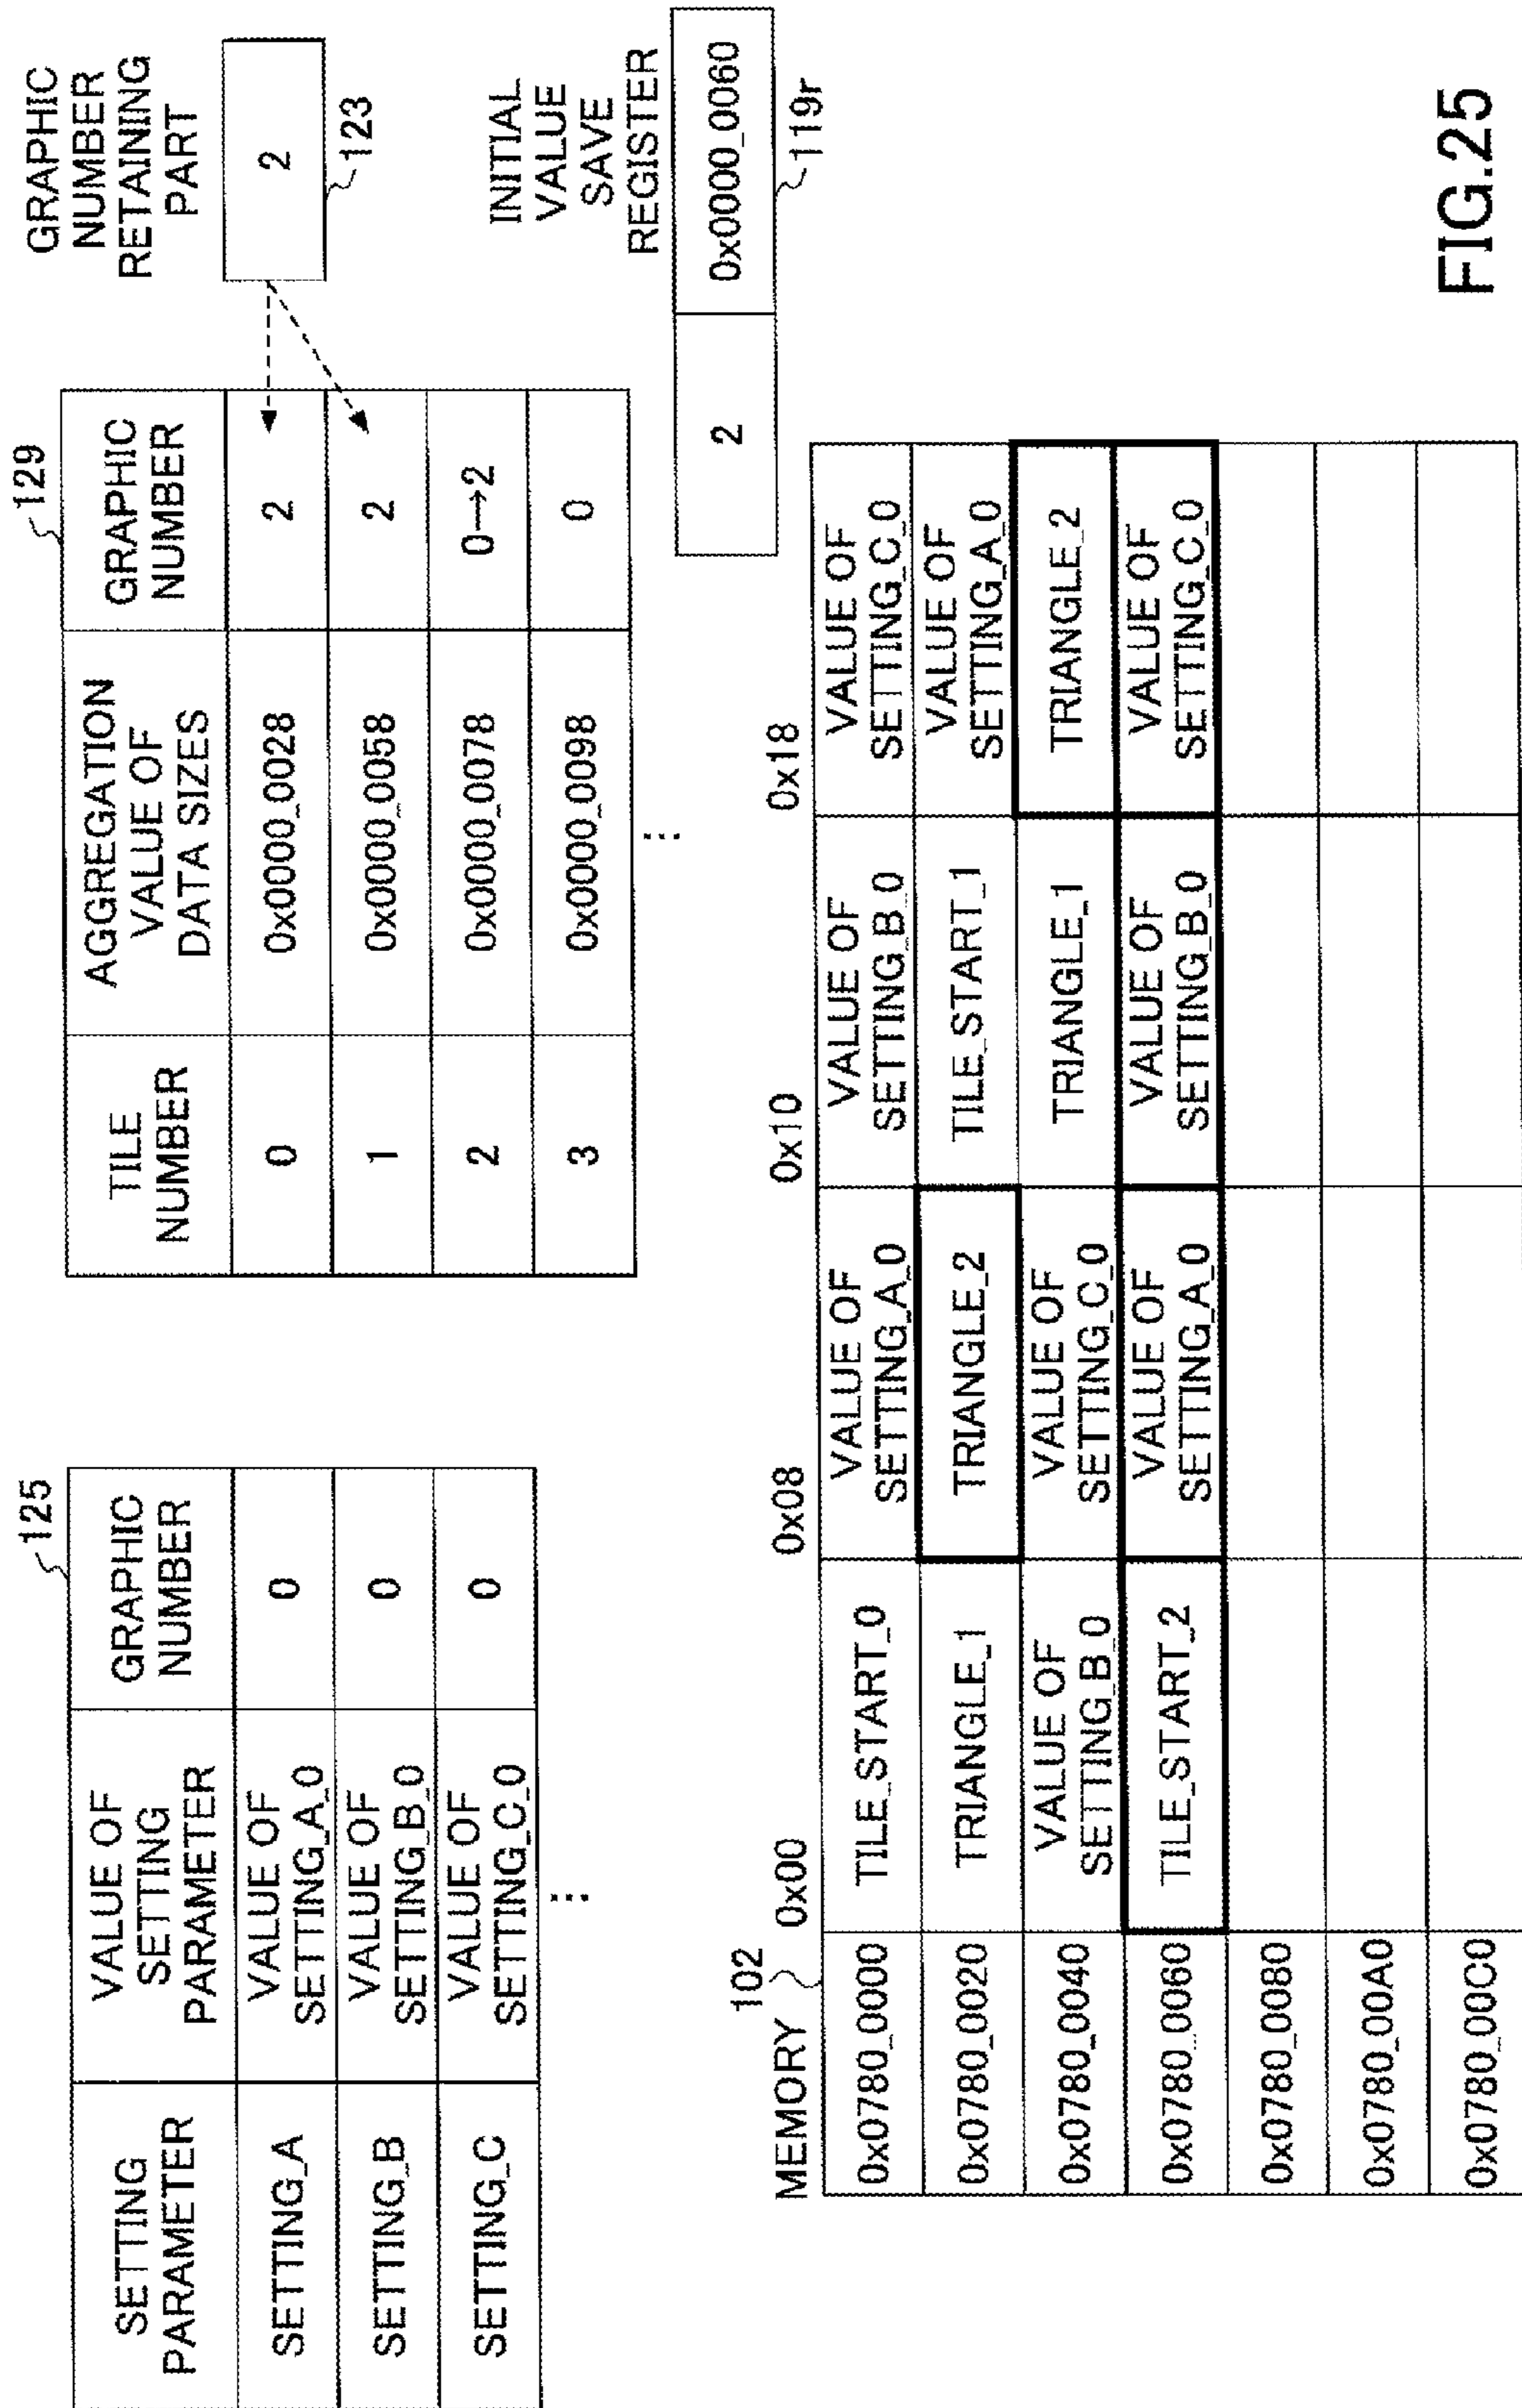 125
SETTING
PARAMETER
VALUE OF
SETTING
PARAMETER
GRAPHIC
NUMBER
SETTING_A
VALUE OF
SETTING_A_0
0
SETTING_B
VALUE OF
SETTING_B_0
0
SETTING_C
VALUE OF
SETTING_C_0
0
...
129
TILE
NUMBER
AGGREGATION
VALUE OF
DATA SIZES
GRAPHIC
NUMBER
0
0x0000_0028
2
1
0x0000_0058
2
2
0x0000_0078
0→2
3
0x0000_0098
0
...
GRAPHIC
NUMBER
RETAINING
PART
2
123
INITIAL
VALUE
SAVE
REGISTER
2
0x0000_0060
119r
102
MEMORY
0x00
0x08
0x10
0x18
0x0780_0000
TILE_START_0
VALUE OF
SETTING_A_0
VALUE OF
SETTING_B_0
VALUE OF
SETTING_C_0
0x0780_0020
TRIANGLE_1
TRIANGLE_2
TILE_START_1
VALUE OF
SETTING_A_0
0x0780_0040
VALUE OF
SETTING_B_0
VALUE OF
SETTING_C_0
TRIANGLE_1
TRIANGLE_2
0x0780_0060
TILE_START_2
VALUE OF
SETTING_A_0
VALUE OF
SETTING_B_0
VALUE OF
SETTING_C_0
0x0780_0080
0x0780_00A0
0x0780_00C0
FIG.25